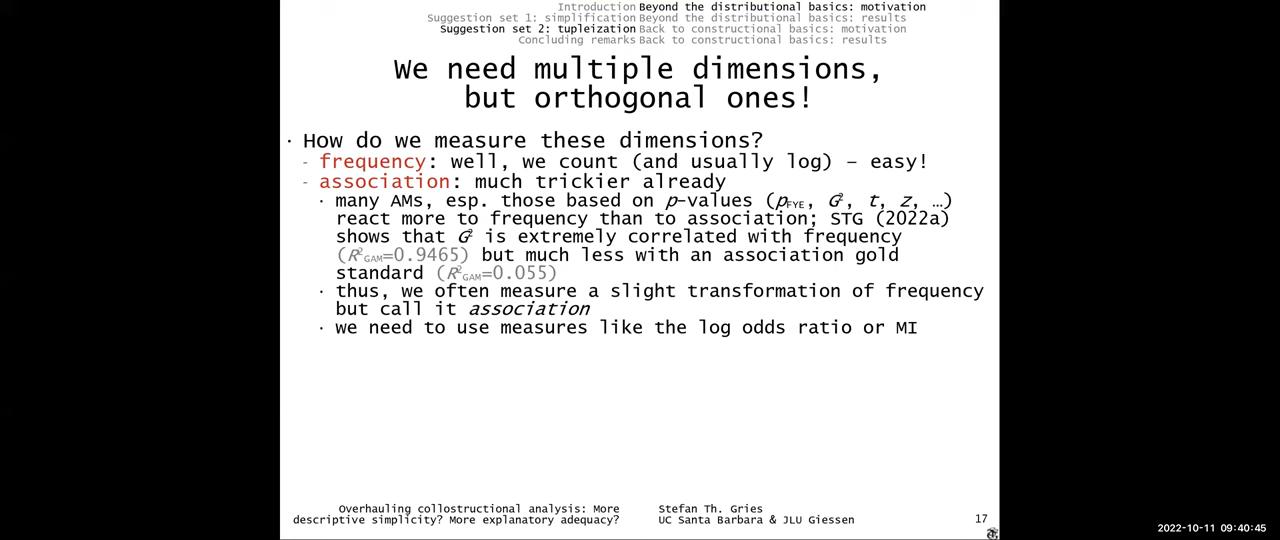 Introduction Beyond the distributional basics: motivation
Suggestion set 1: simplification Beyond the distributional basics: results
Suggestion set 2: tupleization Back to constructional basics: motivation
Concluding remarks Back to constructional basics: results
We need multiple dimensions,
but orthogonal ones!
· How do we measure these dimensions?
- frequency: well, we count (and usually log) – easy!
- association: much trickier already
· many AMs, esp. those based on p-values (pFYE, G², t, z, …)
react more to frequency than to association; STG (2022a)
shows that G² is extremely correlated with frequency
(R²GAM=0.9465) but much less with an association gold
standard (R²GAM=0.055)
· thus, we often measure a slight transformation of frequency
but call it association
· we need to use measures like the log odds ratio or MI
Overhauling collostructional analysis: More
descriptive simplicity? More explanatory adequacy?
Stefan Th. Gries
UC Santa Barbara & JLU Giessen
17
2022-10-11 09:40:45